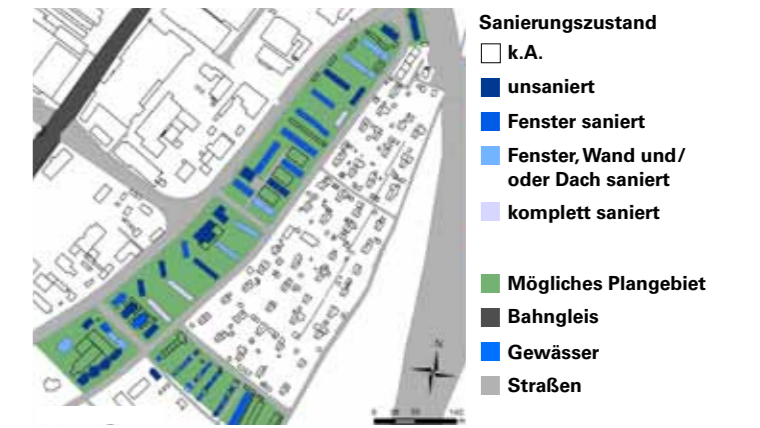 Sanierungszustand
k.A.
unsaniert
Fenster saniert
Fenster, Wand und/
oder Dach saniert
komplett saniert
Mögliches Plangebiet
Bahngleis
Gewässer
Straßen
N